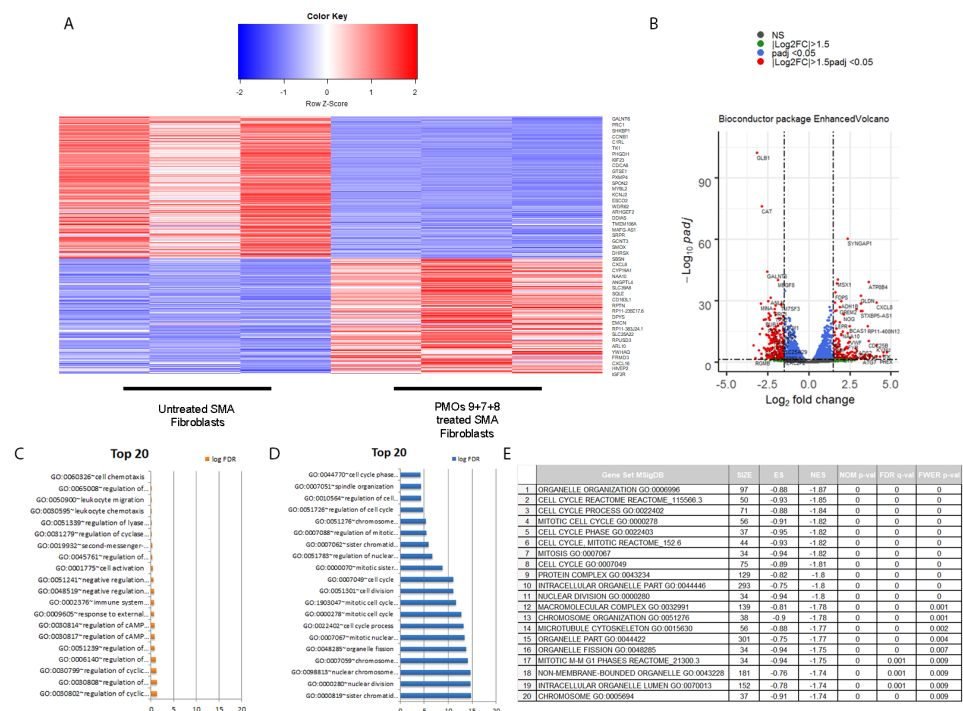 A
Color Key
-2 -1 0 1 2
Row Z-Score
GALNT6
PRC1
SHKBP1
CCNB1
C1RL
TK1
PHGDH
KIF23
CDCA8
GTSE1
PXMP4
SPON2
MYBL2
KCNJ2
ESCO2
WDR62
ARHGEF2
DDIAS
TMEM106A
MAFG-AS1
SRPR
GCNT3
SMOX
DHRSX
SBSN
CXCL6
CYP19A1
NAA10
ANGPTL4
SLC39A8
SQLE
CD163L1
RPTN
RP11-235E17.6
DPYS
EMCN
RP11-383J24.1
SLC25A22
RPUSD3
ARL10
YWHAQ
FRMD3
CXCL16
HIVEP2
IGF2R
Untreated SMA
Fibroblasts
PMOs 9+7+8
treated SMA
Fibroblasts
B
NS
|Log2FC|>1.5
padj <0.05
|Log2FC|>1.5padj <0.05
Bioconductor package EnhancedVolcano
−Log10 padj
90
60
30
0
GLB1
CAT
SYNGAP1
MSX1
ATP8B4
CXCL8
STXBP5-AS1
RP11-400N13
-5.0 -2.5 0.0 2.5 5.0
Log2 fold change
C
Top 20
log FDR
GO:0060326~cell chemotaxis
GO:0065008~regulation of...
GO:0050900~leukocyte migration
GO:0030595~leukocyte chemotaxis
GO:0051339~regulation of lyase...
GO:0031279~regulation of cyclase...
GO:0019932~second-messenger-...
GO:0045761~regulation of...
GO:0001775~cell activation
GO:0051241~negative regulation...
GO:0048519~negative regulation...
GO:0002376~immune system...
GO:0009605~response to external...
GO:0030814~regulation of cAMP...
GO:0030817~regulation of cAMP...
GO:0051239~regulation of...
GO:0006140~regulation of...
GO:0030799~regulation of cyclic...
GO:0030808~regulation of...
GO:0030802~regulation of cyclic...
0 5 10 15 20
D
Top 20
log FDR
GO:0044770~cell cycle phase...
GO:0007051~spindle organization
GO:0010564~regulation of cell...
GO:0051726~regulation of cell cycle
GO:0051276~chromosome...
GO:0007088~regulation of mitotic...
GO:0007062~sister chromatid...
GO:0051783~regulation of nuclear...
GO:0000070~mitotic sister...
GO:0007049~cell cycle
GO:0051301~cell division
GO:1903047~mitotic cell cycle...
GO:0000278~mitotic cell cycle
GO:0022402~cell cycle process
GO:0007067~mitotic nuclear...
GO:0048285~organelle fission
GO:0007059~chromosome...
GO:0098813~nuclear chromosome...
GO:0000280~nuclear division
GO:0000819~sister chromatid...
0 5 10 15 20
E
Gene Set MSigDB SIZE ES NES NOM p-val FDR q-val FWER p-val
1 ORGANELLE ORGANIZATION GO:0006996 97 -0.88 -1.87 0 0 0
2 CELL CYCLE REACTOME REACTOME_115566.3 50 -0.93 -1.85 0 0 0
3 CELL CYCLE PROCESS GO:0022402 71 -0.88 -1.84 0 0 0
4 MITOTIC CELL CYCLE GO:0000278 56 -0.91 -1.82 0 0 0
5 CELL CYCLE PHASE GO:0022403 37 -0.95 -1.82 0 0 0
6 CELL CYCLE, MITOTIC REACTOME_152.6 44 -0.93 -1.82 0 0 0
7 MITOSIS GO:0007067 34 -0.94 -1.82 0 0 0
8 CELL CYCLE GO:0007049 75 -0.89 -1.81 0 0 0
9 PROTEIN COMPLEX GO:0043234 129 -0.82 -1.8 0 0 0
10 INTRACELLULAR ORGANELLE PART GO:0044446 293 -0.75 -1.8 0 0 0
11 NUCLEAR DIVISION GO:0000280 34 -0.94 -1.8 0 0 0
12 MACROMOLECULAR COMPLEX GO:0032991 139 -0.81 -1.78 0 0 0.001
13 CHROMOSOME ORGANIZATION GO:0051276 38 -0.9 -1.78 0 0 0.001
14 MICROTUBULE CYTOSKELETON GO:0015630 56 -0.88 -1.77 0 0 0.002
15 ORGANELLE PART GO:0044422 301 -0.75 -1.77 0 0 0.004
16 ORGANELLE FISSION GO:0048285 34 -0.94 -1.75 0 0 0.007
17 MITOTIC M-M G1 PHASES REACTOME_21300.3 34 -0.94 -1.75 0 0.001 0.009
18 NON-MEMBRANE-BOUNDED ORGANELLE GO:0043228 181 -0.76 -1.74 0 0.001 0.009
19 INTRACELLULAR ORGANELLE LUMEN GO:0070013 152 -0.78 -1.74 0 0.001 0.009
20 CHROMOSOME GO:0005694 37 -0.91 -1.74 0 0 0.009